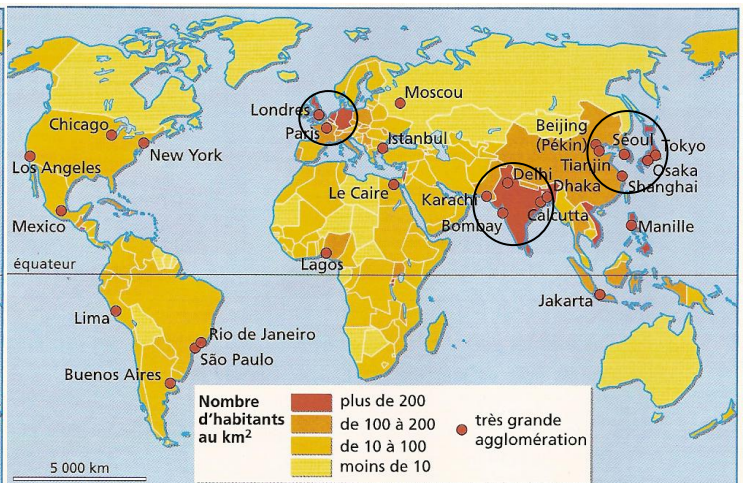 Moscou
Londres
Paris
Istanbul
Chicago
New York
Los Angeles
Mexico
Le Caire
Karachi
Delhi
Dhaka
Bombay
Calcutta
Beijing
(Pékin)
Séoul
Tokyo
Tianjin
Osaka
Shanghai
Manille
équateur
Lagos
Jakarta
Lima
Rio de Janeiro
São Paulo
Buenos Aires
Nombre
d'habitants
au km²
plus de 200
de 100 à 200
de 10 à 100
moins de 10
très grande
agglomération
5 000 km